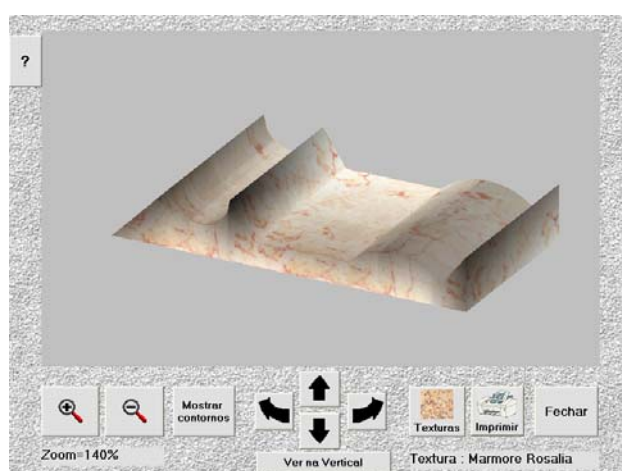 ?
Mostrar
contornos
Texturas
Imprimir
Fechar
Zoom=140%
Ver na Vertical
Textura : Marmore Rosalia